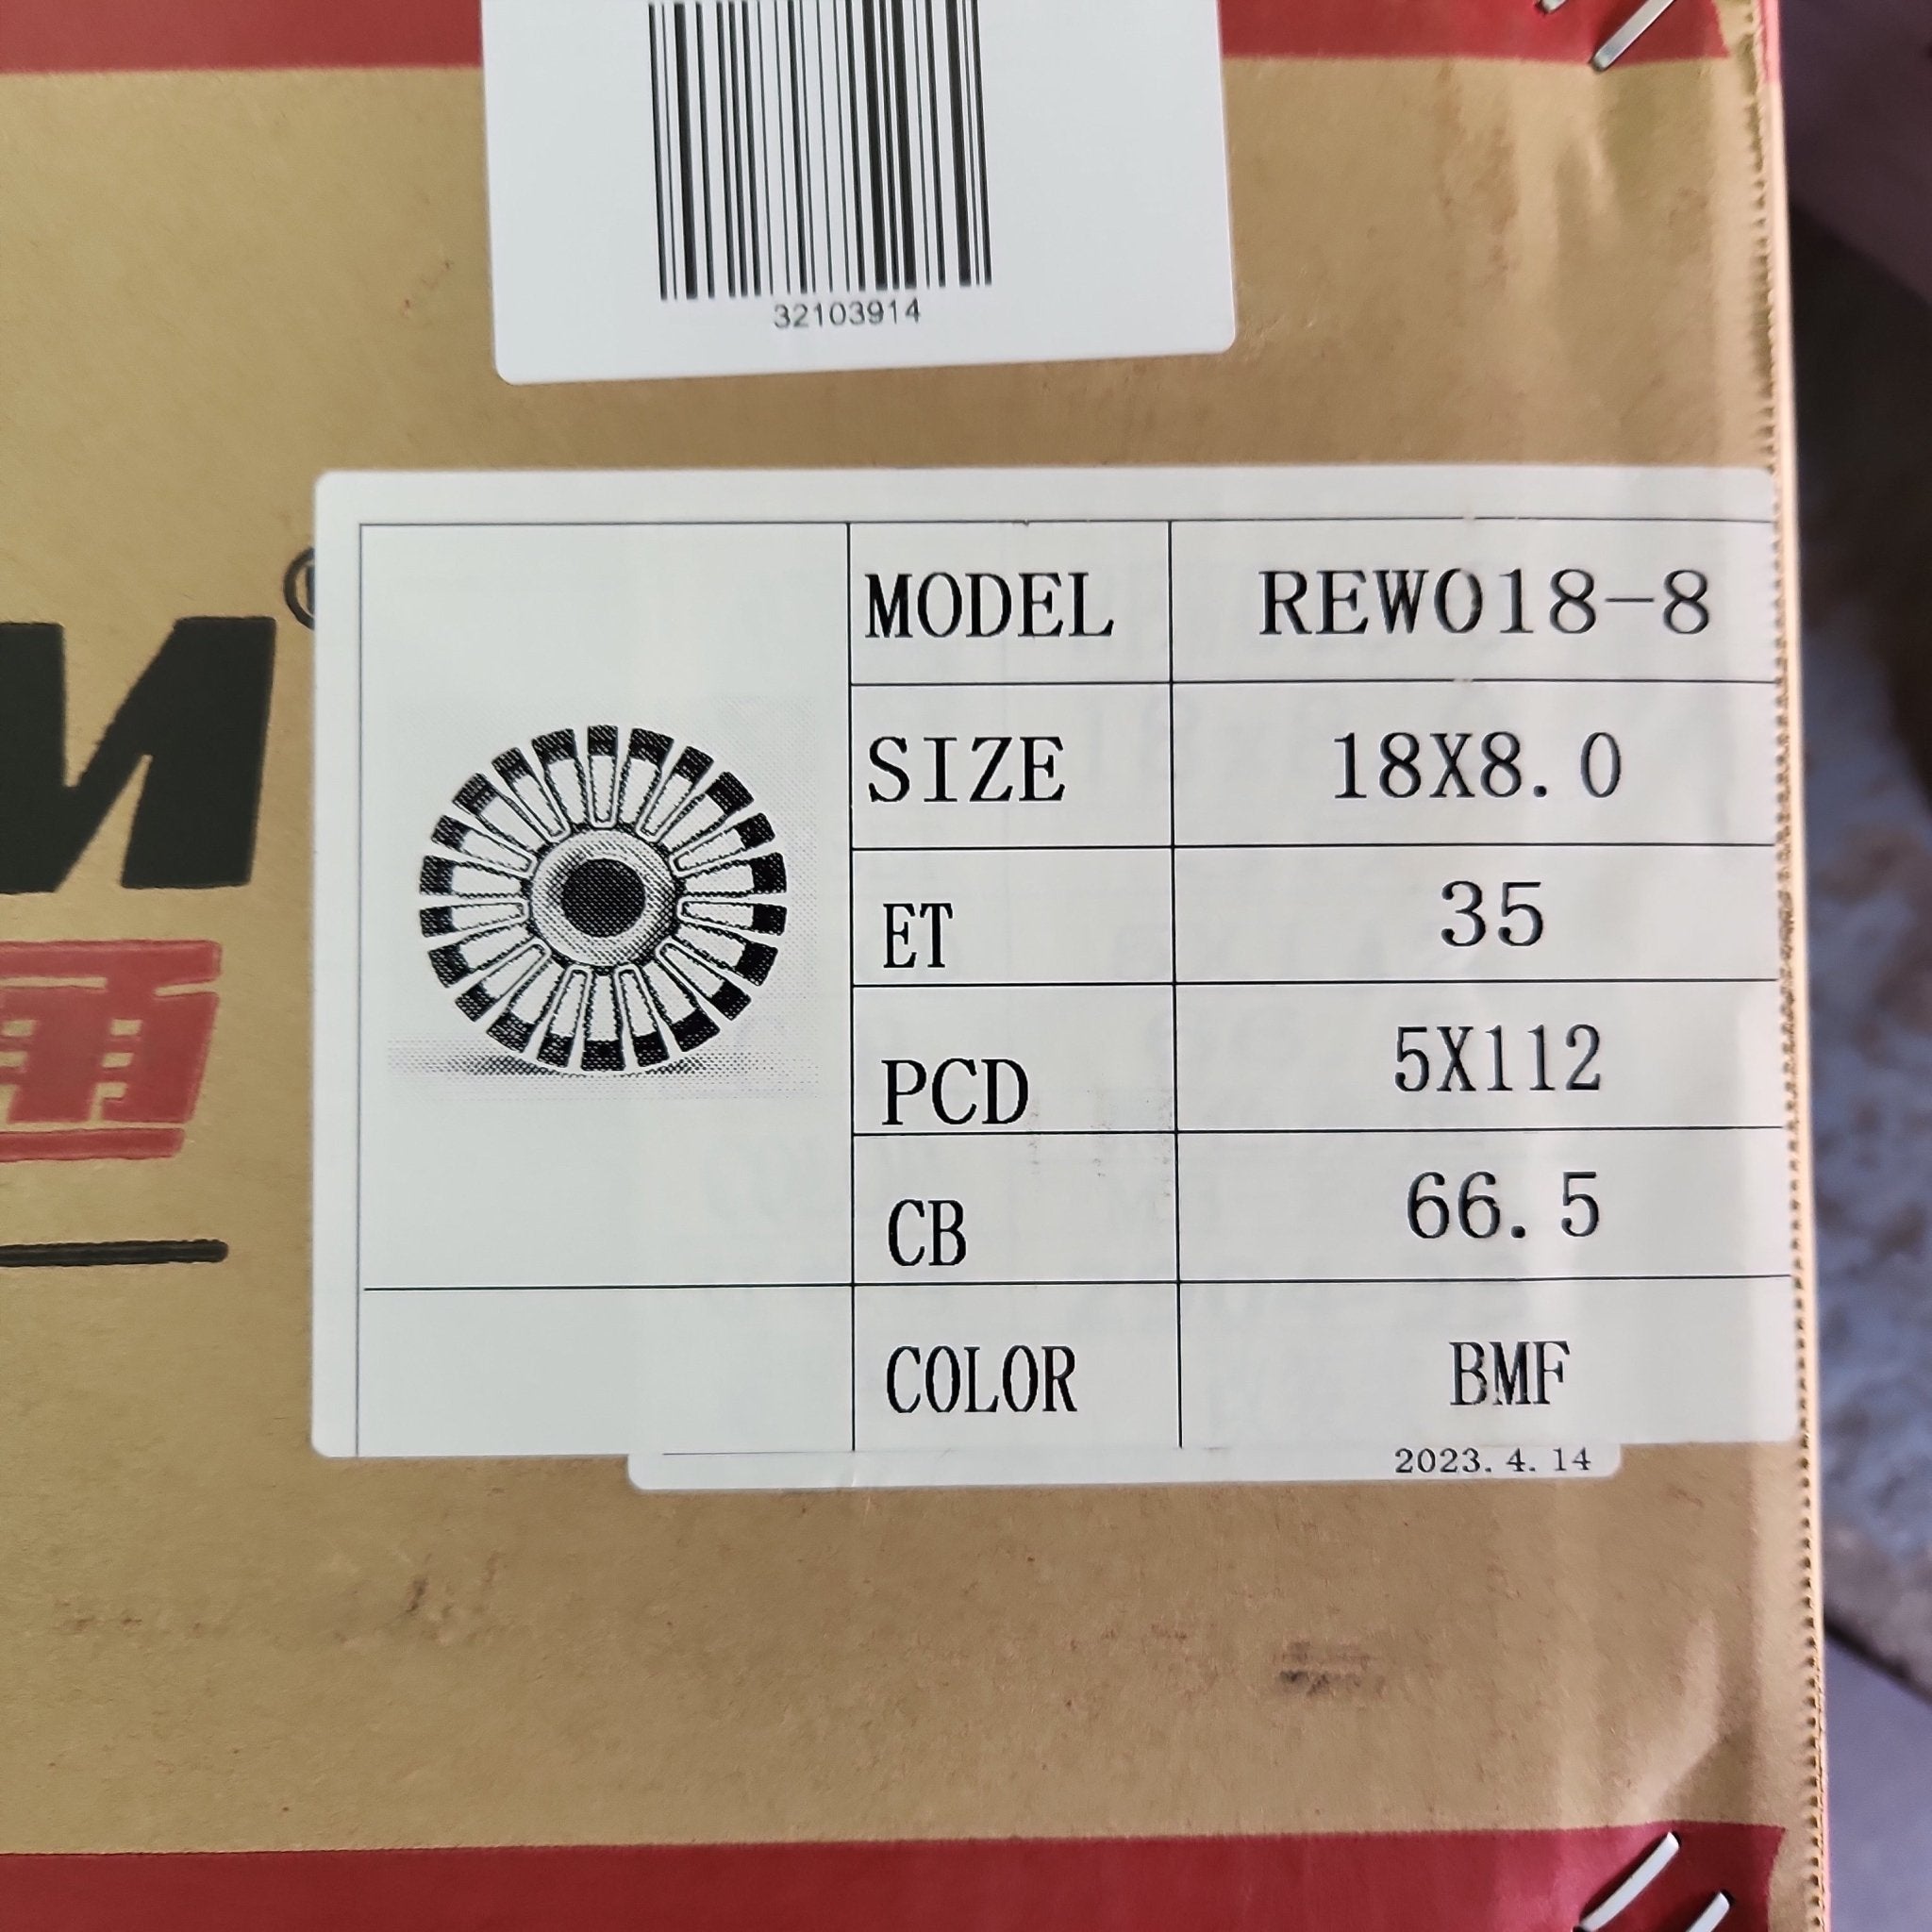 32103914
MODEL REW018-8
SIZE 18X8.0
ET 35
PCD 5X112
CB 66.5
COLOR BMF
2023.4.14
M